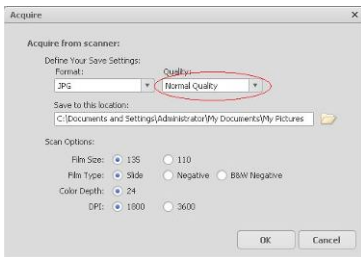 Acquire
Acquire from scanner:
Define Your Save Settings:
Format: Quality:
JPG Normal Quality
Save to this location:
C:\Documents and Settings\Administrator\My Documents\My Pictures
Scan Options:
Film Size: 135 110
Film Type: Slide Negative B&W Negative
Color Depth: 24
DPI: 1800 3600
OK Cancel